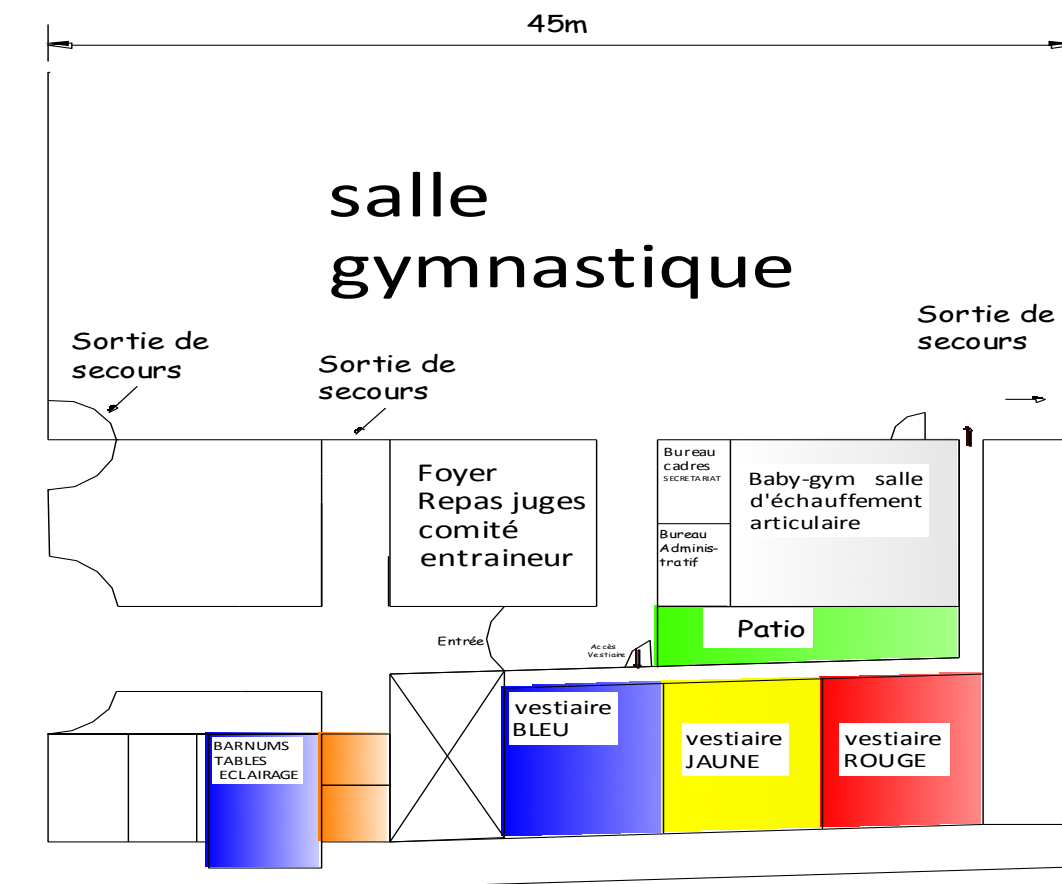 45m
salle
gymnastique
Sortie de
secours
Sortie de
secours
Sortie de
secours
Foyer
Repas juges
comité
entraineur
Bureau
cadres
SECRETARIAT
Baby-gym salle
d'échauffement
articulaire
Bureau
Adminis-
tratif
Patio
Entrée
Accès
Vestiaire
vestiaire
BLEU
vestiaire
JAUNE
vestiaire
ROUGE
BARNUMS
TABLES
ECLAIRAGE